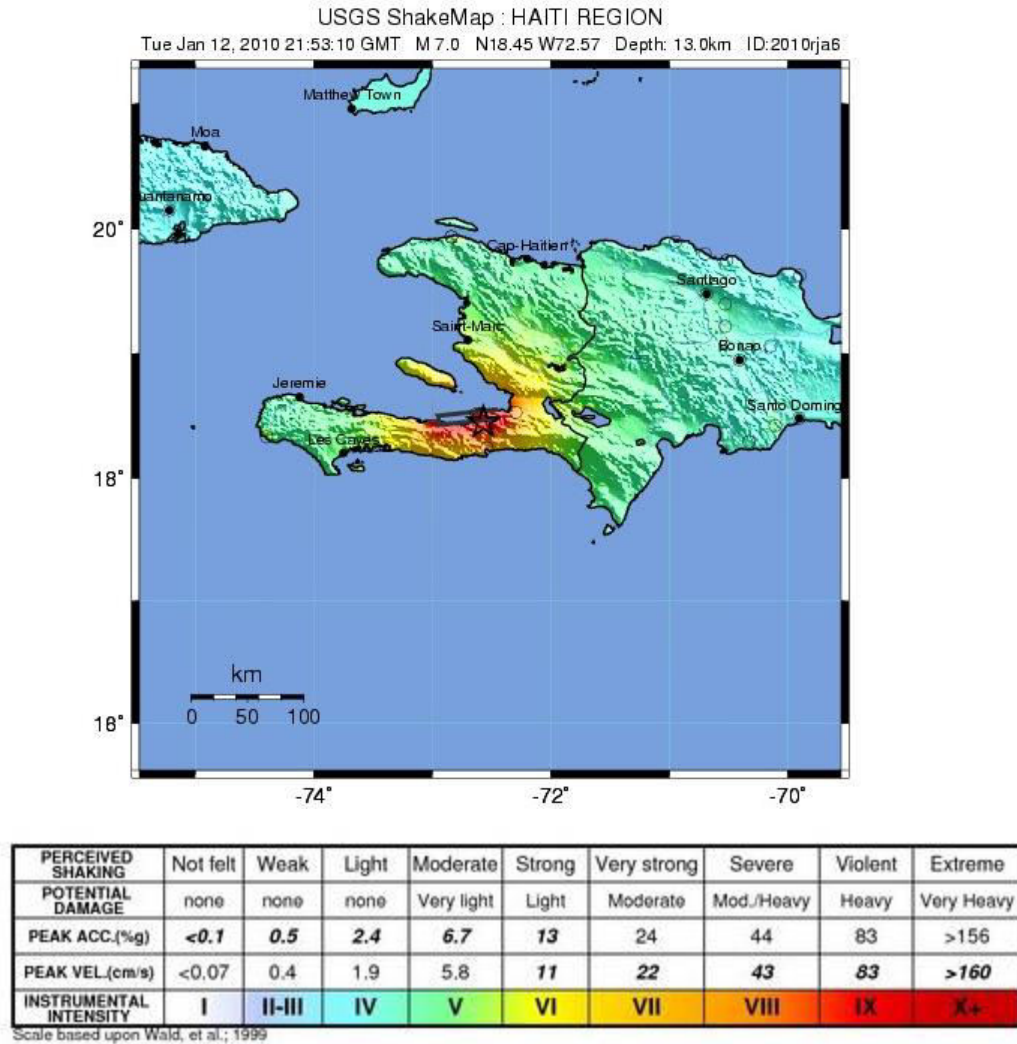 USGS ShakeMap : HAITI REGION
Tue Jan 12, 2010 21:53:10 GMT M 7.0 N18.45 W72.57 Depth: 13.0km ID:2010rja6
Matthew Town
Moa
uantanamo
20°
Cap-Haitien
Santiago
Saint-Marc
Bonao
Jeremie
Santo Doming
Les Cayes
18°
km
0 50 100
18°
-74° -72° -70°
PERCEIVED SHAKING Not felt Weak Light Moderate Strong Very strong Severe Violent Extreme
POTENTIAL DAMAGE none none none Very light Light Moderate Mod./Heavy Heavy Very Heavy
PEAK ACC.(%g) <0.1 0.5 2.4 6.7 13 24 44 83 >156
PEAK VEL.(cm/s) <0.07 0.4 1.9 5.8 11 22 43 83 >160
INSTRUMENTAL INTENSITY I II-III IV V VI VII VIII IX X+
Scale based upon Wald, et al.; 1999